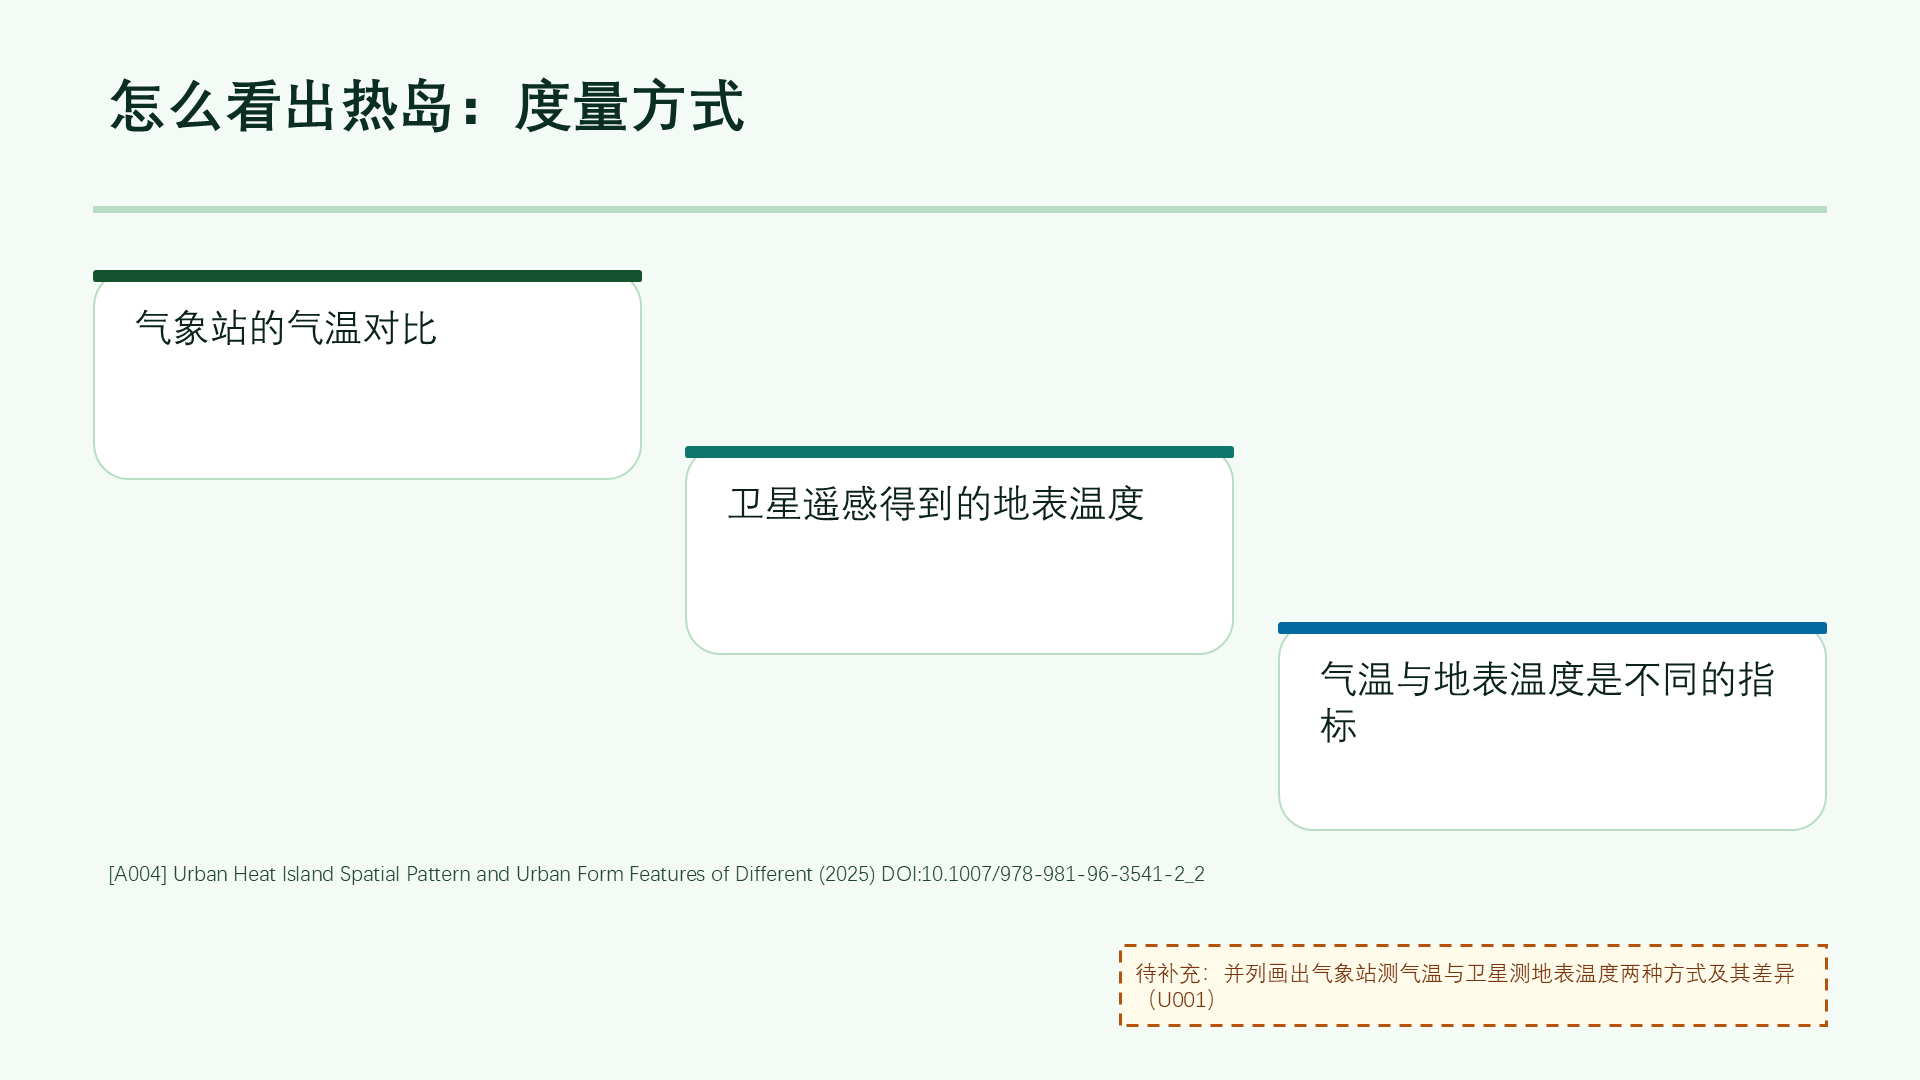 怎么看出热岛：度量方式
气象站的气温对比
卫星遥感得到的地表温度
气温与地表温度是不同的指
标
[A004] Urban Heat Island Spatial Pattern and Urban Form Features of Different (2025) DOI:10.1007/978-981-96-3541-2_2
待补充：并列画出气象站测气温与卫星测地表温度两种方式及其差异
（U001）